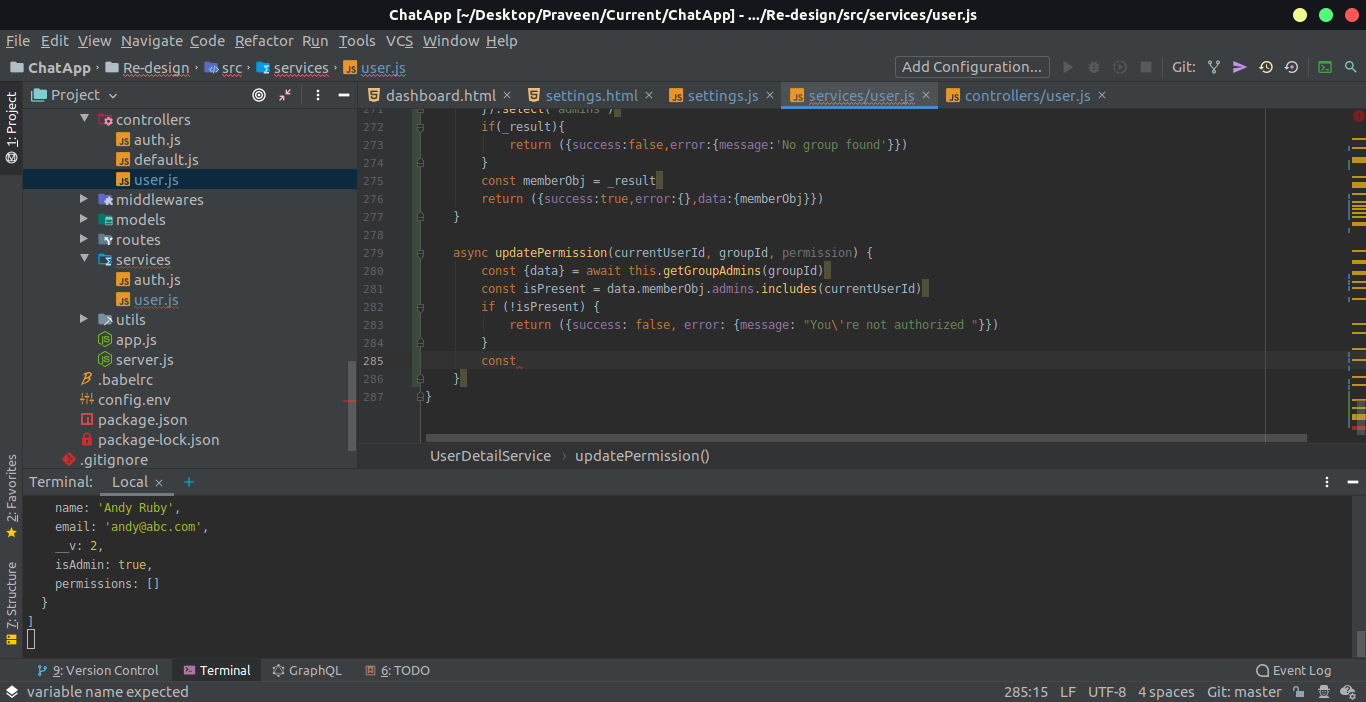 ChatApp [~/Desktop/Praveen/Current/ChatApp] - .../Re-design/src/services/user.js
File Edit View Navigate Code Refactor Run Tools VCS Window Help
ChatApp › Re-design › src › services › user.js
Add Configuration...
Git:
1: Project
Project
dashboard.html
settings.html
settings.js
services/user.js
controllers/user.js
controllers
auth.js
default.js
user.js
middlewares
models
routes
services
auth.js
user.js
utils
app.js
server.js
.babelrc
config.env
package.json
package-lock.json
.gitignore
271 }).select('admins')
272 if(_result){
273 return ({success:false,error:{message:'No group found'}})
274 }
275 const memberObj = _result
276 return ({success:true,error:{},data:{memberObj}})
277 }
278
279 async updatePermission(currentUserId, groupId, permission) {
280 const {data} = await this.getGroupAdmins(groupId)
281 const isPresent = data.memberObj.admins.includes(currentUserId)
282 if (!isPresent) {
283 return ({success: false, error: {message: "You\'re not authorized "}})
284 }
285 const
286 }
287 }
UserDetailService › updatePermission()
2: Favorites
7: Structure
Terminal: Local × +
name: 'Andy Ruby',
email: 'andy@abc.com',
__v: 2,
isAdmin: true,
permissions: []
}
]
9: Version Control Terminal GraphQL 6: TODO Event Log
variable name expected 285:15 LF UTF-8 4 spaces Git: master